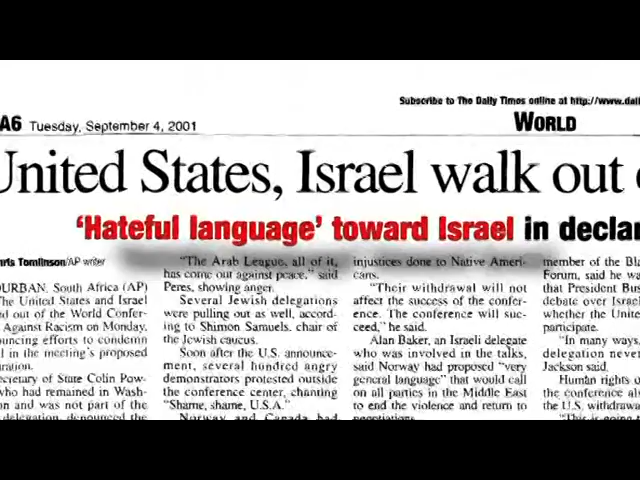 Subscribe to The Daily Times online at http://www.dail
A6 Tuesday, September 4, 2001 WORLD
United States, Israel walk out o
'Hateful language' toward Israel in declar
hris Tomlinson/AP writer
OURBAN, South Africa (AP)
The United States and Israel
d out of the World Confer-
Against Racism on Monday,
ouncing efforts to condemn
l in the meeting's proposed
ration.
ecretary of State Colin Pow-
who had remained in Wash-
n and was not part of the
delegation, denounced the
"The Arab League, all of it,
has come out against peace," said
Peres, showing anger.
Several Jewish delegations
were pulling out as well, accord-
ing to Shimon Samuels, chair of
the Jewish caucus.
Soon after the U.S. announce-
ment, several hundred angry
demonstrators protested outside
the conference center, chanting
"Shame, shame, U.S.A."
Norway and Canada had
injustices done to Native Ameri-
cans.
"Their withdrawal will not
affect the success of the confer-
ence. The conference will suc-
ceed," he said.
Alan Baker, an Israeli delegate
who was involved in the talks,
said Norway had proposed "very
general language" that would call
on all parties in the Middle East
to end the violence and return to
negotiations.
member of the Bla
Forum, said he wa
that President Bus
debate over Israel
whether the United
participate.
"In many ways,
delegation never
Jackson said.
Human rights o
the conference als
the U.S. withdrawa
"This is going t